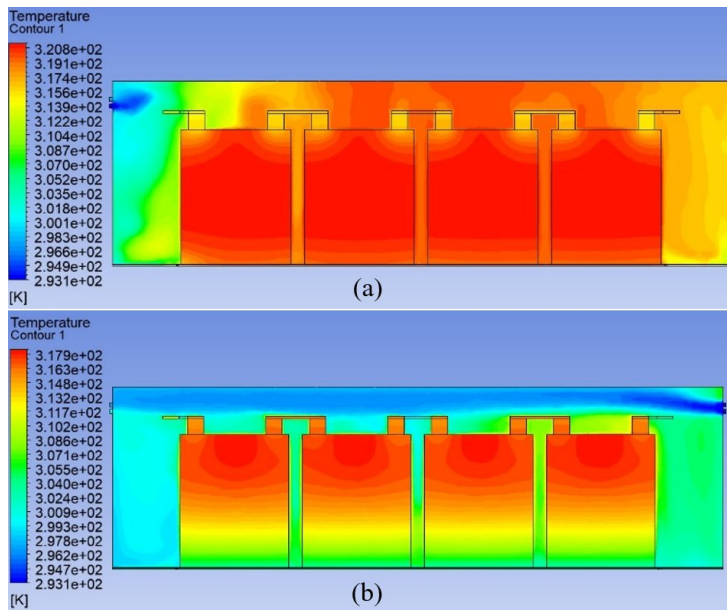 Temperature
Contour 1
3.208e+02
3.191e+02
3.174e+02
3.156e+02
3.139e+02
3.122e+02
3.104e+02
3.087e+02
3.070e+02
3.052e+02
3.035e+02
3.018e+02
3.001e+02
2.983e+02
2.966e+02
2.949e+02
2.931e+02
[K]
(a)
Temperature
Contour 1
3.179e+02
3.163e+02
3.148e+02
3.132e+02
3.117e+02
3.102e+02
3.086e+02
3.071e+02
3.055e+02
3.040e+02
3.024e+02
3.009e+02
2.993e+02
2.978e+02
2.962e+02
2.947e+02
2.931e+02
[K]
(b)